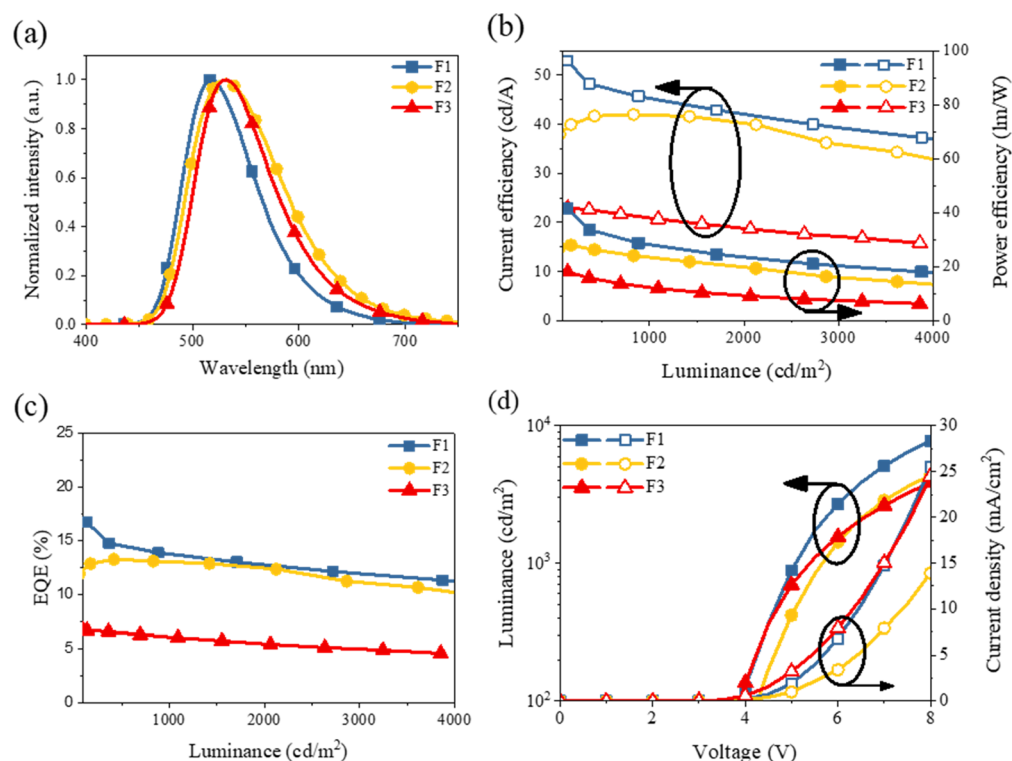 (a)
F1
F2
F3
1.0
0.8
0.6
0.4
0.2
0.0
Normalized intensity (a.u.)
400
500
600
700
Wavelength (nm)
(b)
F1
F2
F3
50
40
30
20
10
0
Current efficiency (cd/A)
100
80
60
40
20
0
Power efficiency (lm/W)
1000
2000
3000
4000
Luminance (cd/m²)
(c)
F1
F2
F3
25
20
15
10
5
0
EQE (%)
1000
2000
3000
4000
Luminance (cd/m²)
(d)
F1
F2
F3
10⁴
10³
10²
Luminance (cd/m²)
30
25
20
15
10
5
0
Current density (mA/cm²)
0
2
4
6
8
Voltage (V)